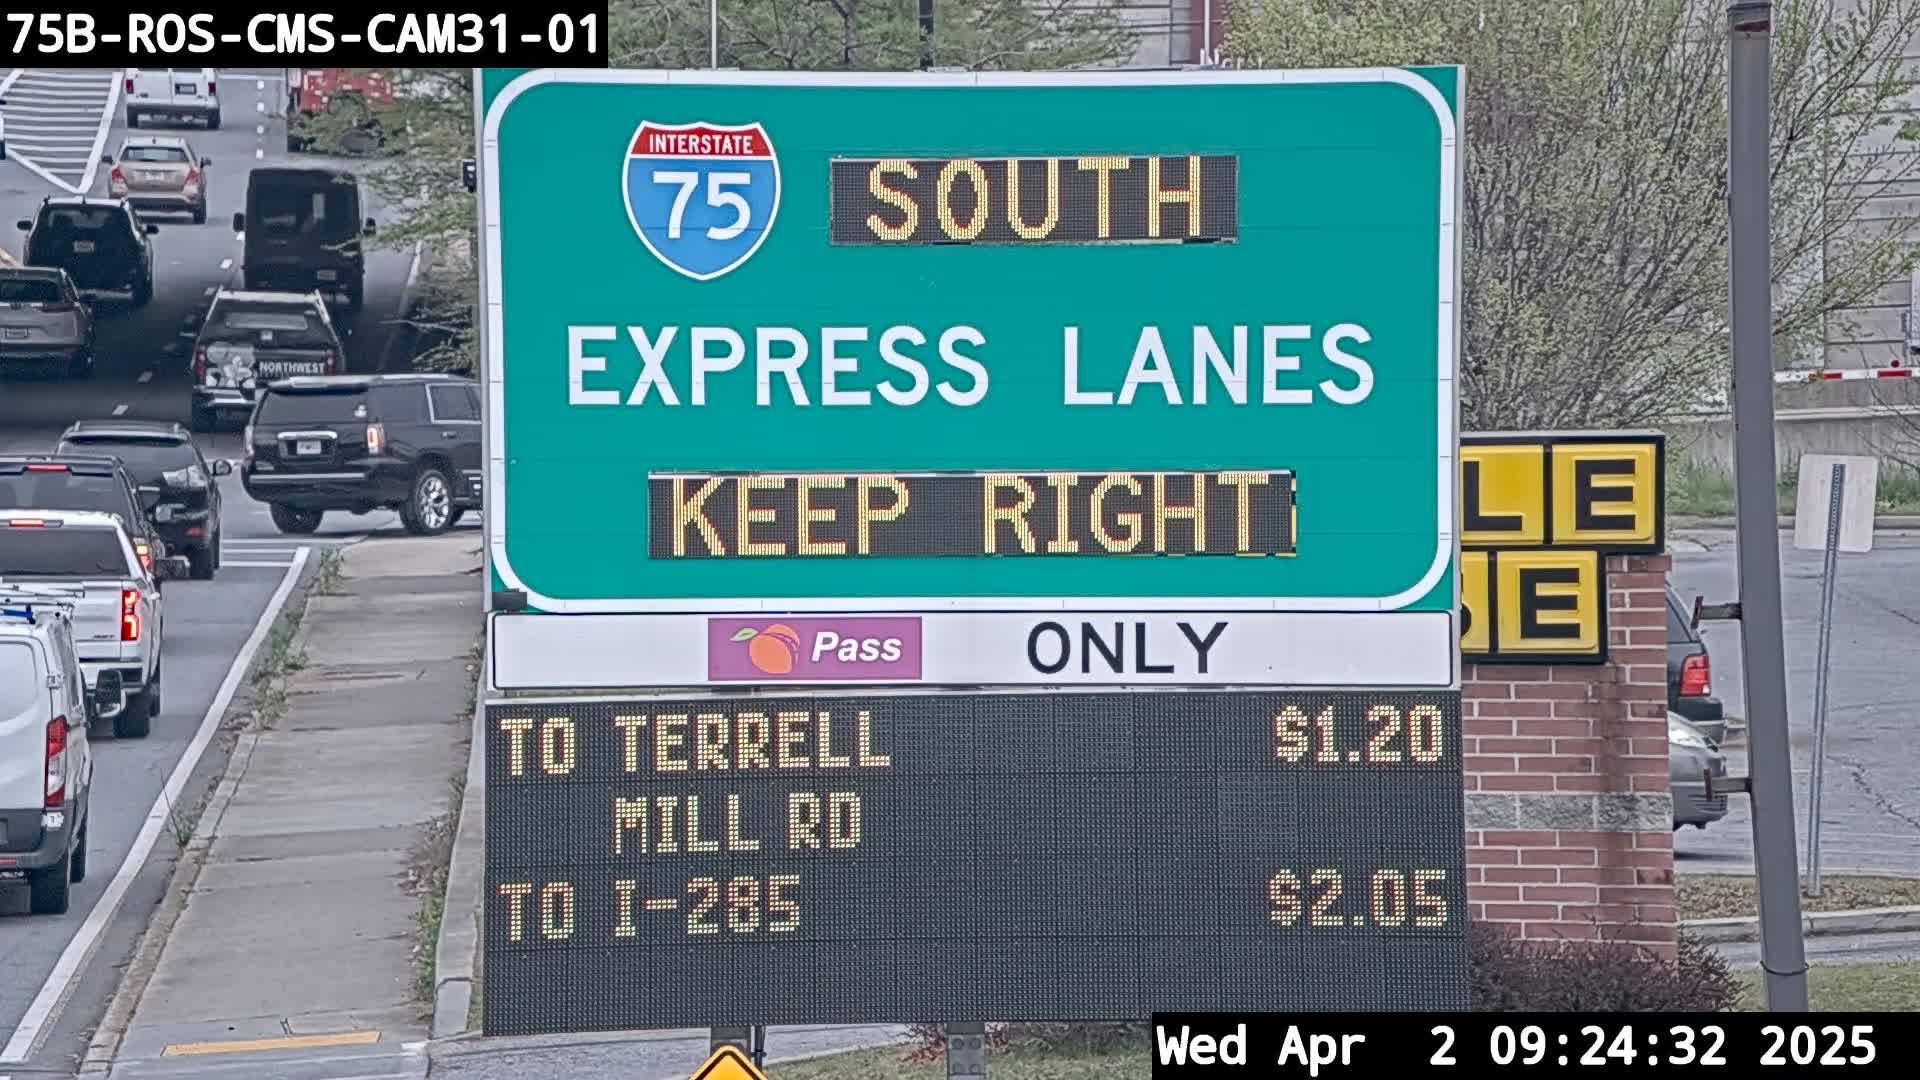 75B-ROS-CMS-CAM31-01
INTERSTATE
75
SOUTH
EXPRESS LANES
KEEP RIGHT
Pass ONLY
TO TERRELL $1.20
MILL RD
TO I-285 $2.05
NORTHWEST
LE
E
Wed Apr 2 09:24:32 2025